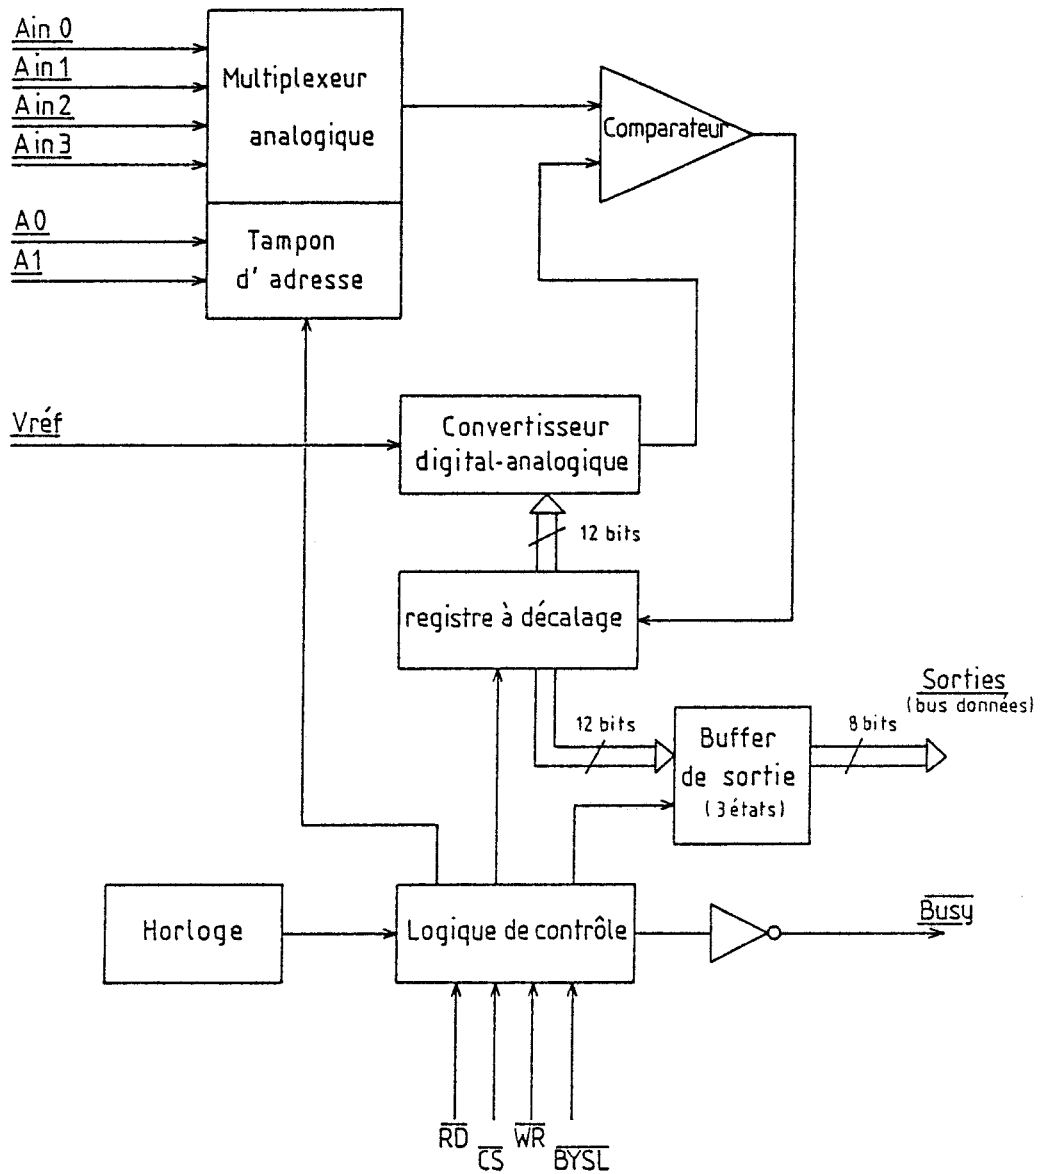 Ain 0
Ain 1
Ain 2
Ain 3
Multiplexeur
analogique
Comparateur
A0
A1
Tampon
d' adresse
Vréf
Convertisseur
digital-analogique
12 bits
registre à décalage
Sorties
(bus données)
12 bits
8 bits
Buffer
de sortie
(3 états)
Horloge
Logique de contrôle
Busy
RD
CS
WR
BYSL